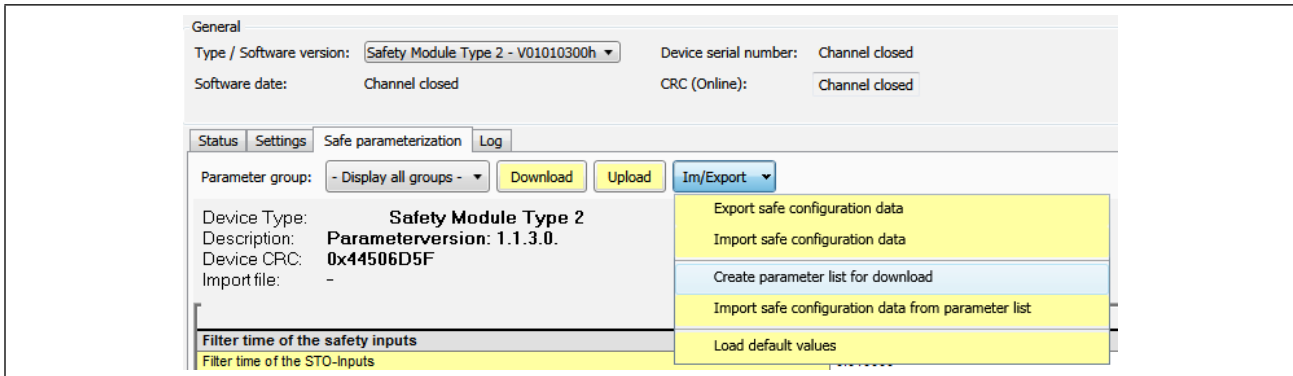 General
Type / Software version: Safety Module Type 2 - V01010300h Device serial number: Channel closed
Software date: Channel closed CRC (Online): Channel closed
Status Settings Safe parameterization Log
Parameter group: - Display all groups - Download Upload Im/Export
Export safe configuration data
Import safe configuration data
Create parameter list for download
Import safe configuration data from parameter list
Load default values
Device Type: Safety Module Type 2
Description: Parameterversion: 1.1.3.0.
Device CRC: 0x44506D5F
Import file: -
Filter time of the safety inputs
Filter time of the STO-Inputs